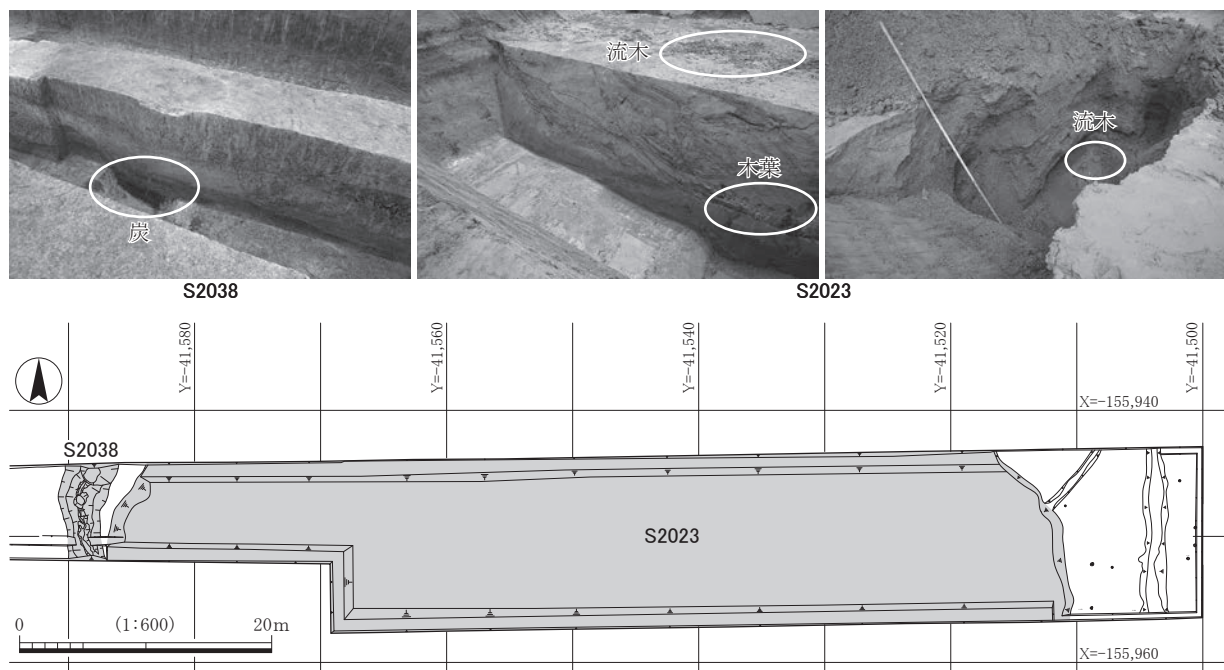 流木
木葉
流木
炭
S2038
S2023
Y=-41,580
Y=-41,560
Y=-41,540
Y=-41,520
Y=-41,500
X=-155,940
S2038
S2023
0 (1:600) 20m
X=-155,960